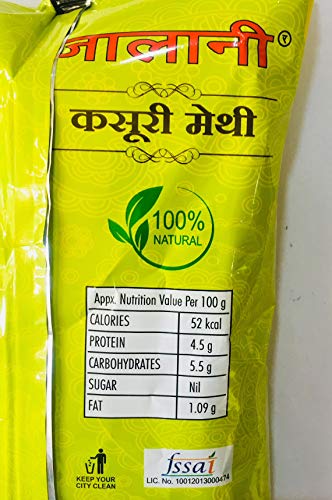 जालानी®
कसूरी मेथी
100%
NATURAL
Appx. Nutrition Value Per 100 g
CALORIES 52 kcal
PROTEIN 4.5 g
CARBOHYDRATES 5.5 g
SUGAR Nil
FAT 1.09 g
KEEP YOUR
CITY CLEAN
fssai
LIC. No. 10012013000474